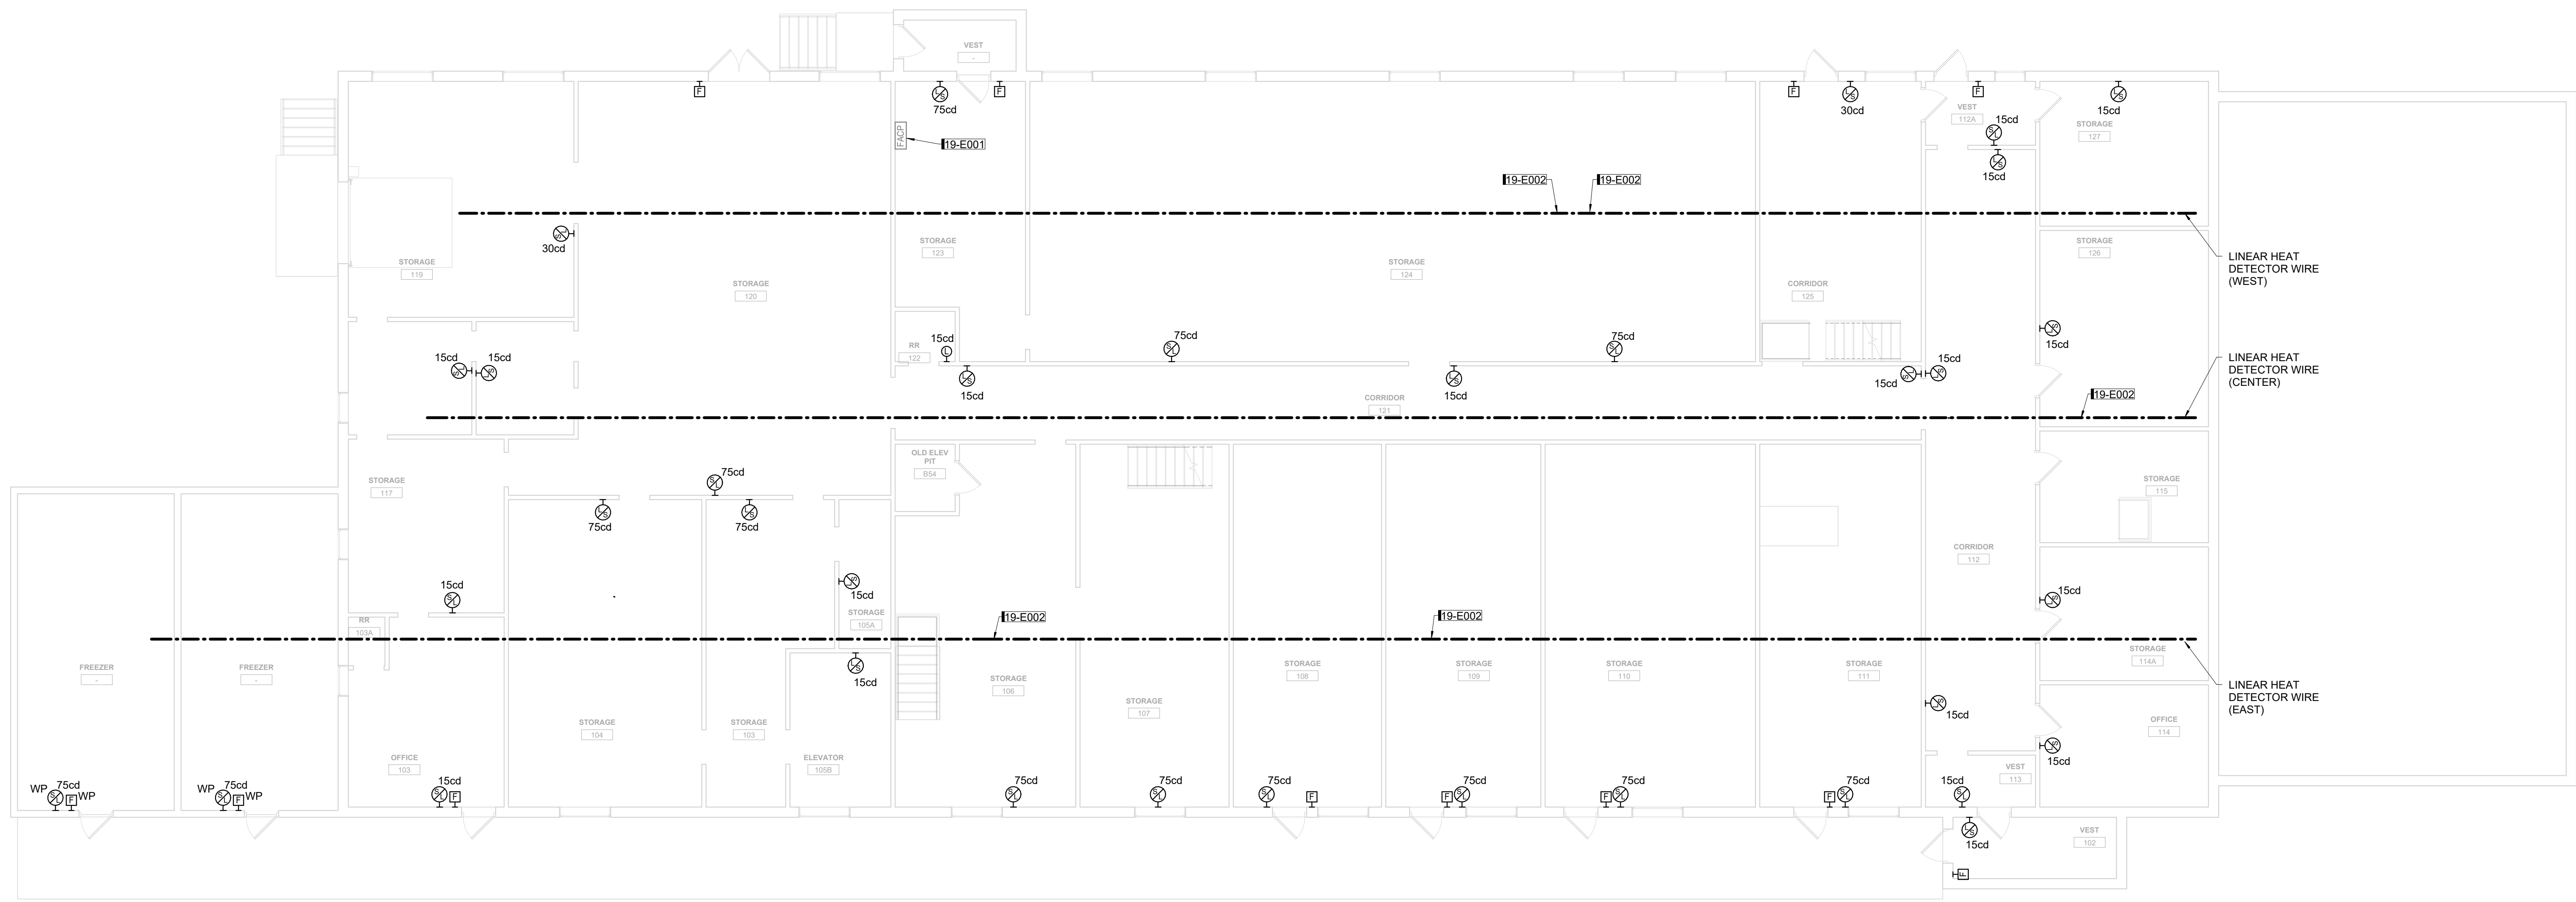 VEST
-
F
L
S
75cd
F
F
L
S
30cd
F
L
S
15cd
VEST
112A
15cd
S
L
STORAGE
127
FACP
19-E001
L
S
15cd
19-E002
19-E002
S
L
30cd
STORAGE
119
STORAGE
123
STORAGE
124
STORAGE
126
LINEAR HEAT
DETECTOR WIRE
(WEST)
STORAGE
120
CORRIDOR
125
15cd
S
L
15cd
L
S
RR
122
15cd
L
75cd
S
L
75cd
S
L
L
S
15cd
LINEAR HEAT
DETECTOR WIRE
(CENTER)
L
S
15cd
L
S
15cd
S
L
15cd
15cd
L
S
CORRIDOR
121
19-E002
STORAGE
117
75cd
S
L
OLD ELEV
PIT
B54
STORAGE
115
L
S
75cd
L
S
75cd
CORRIDOR
112
15cd
S
L
L
S
15cd
15cd
L
S
RR
103A
STORAGE
105A
19-E002
19-E002
FREEZER
-
FREEZER
-
L
S
15cd
STORAGE
106
STORAGE
108
STORAGE
109
STORAGE
110
STORAGE
111
STORAGE
114A
LINEAR HEAT
DETECTOR WIRE
(EAST)
STORAGE
107
L
S
15cd
STORAGE
104
STORAGE
103
OFFICE
114
OFFICE
103
ELEVATOR
105B
L
S
15cd
VEST
113
WP
75cd
S
L
F
WP
WP
75cd
S
L
F
WP
15cd
S
L
F
75cd
S
L
75cd
S
L
75cd
S
L
F
75cd
F
S
L
75cd
F
S
L
75cd
F
S
L
15cd
S
L
L
S
15cd
VEST
102
F